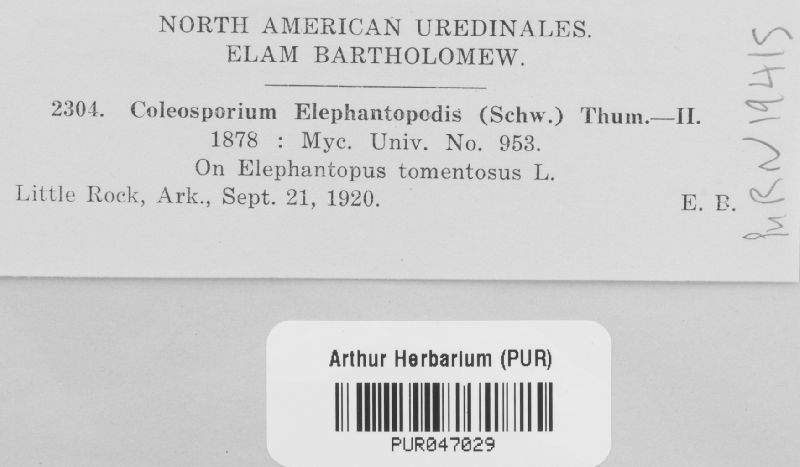 NORTH AMERICAN UREDINALES.
ELAM BARTHOLOMEW.
2304. Coleosporium Elephantopodis (Schw.) Thum.—II.
1878 : Myc. Univ. No. 953.
On Elephantopus tomentosus L.
Little Rock, Ark., Sept. 21, 1920. E. B.
PURN19415
Arthur Herbarium (PUR)
PUR047029